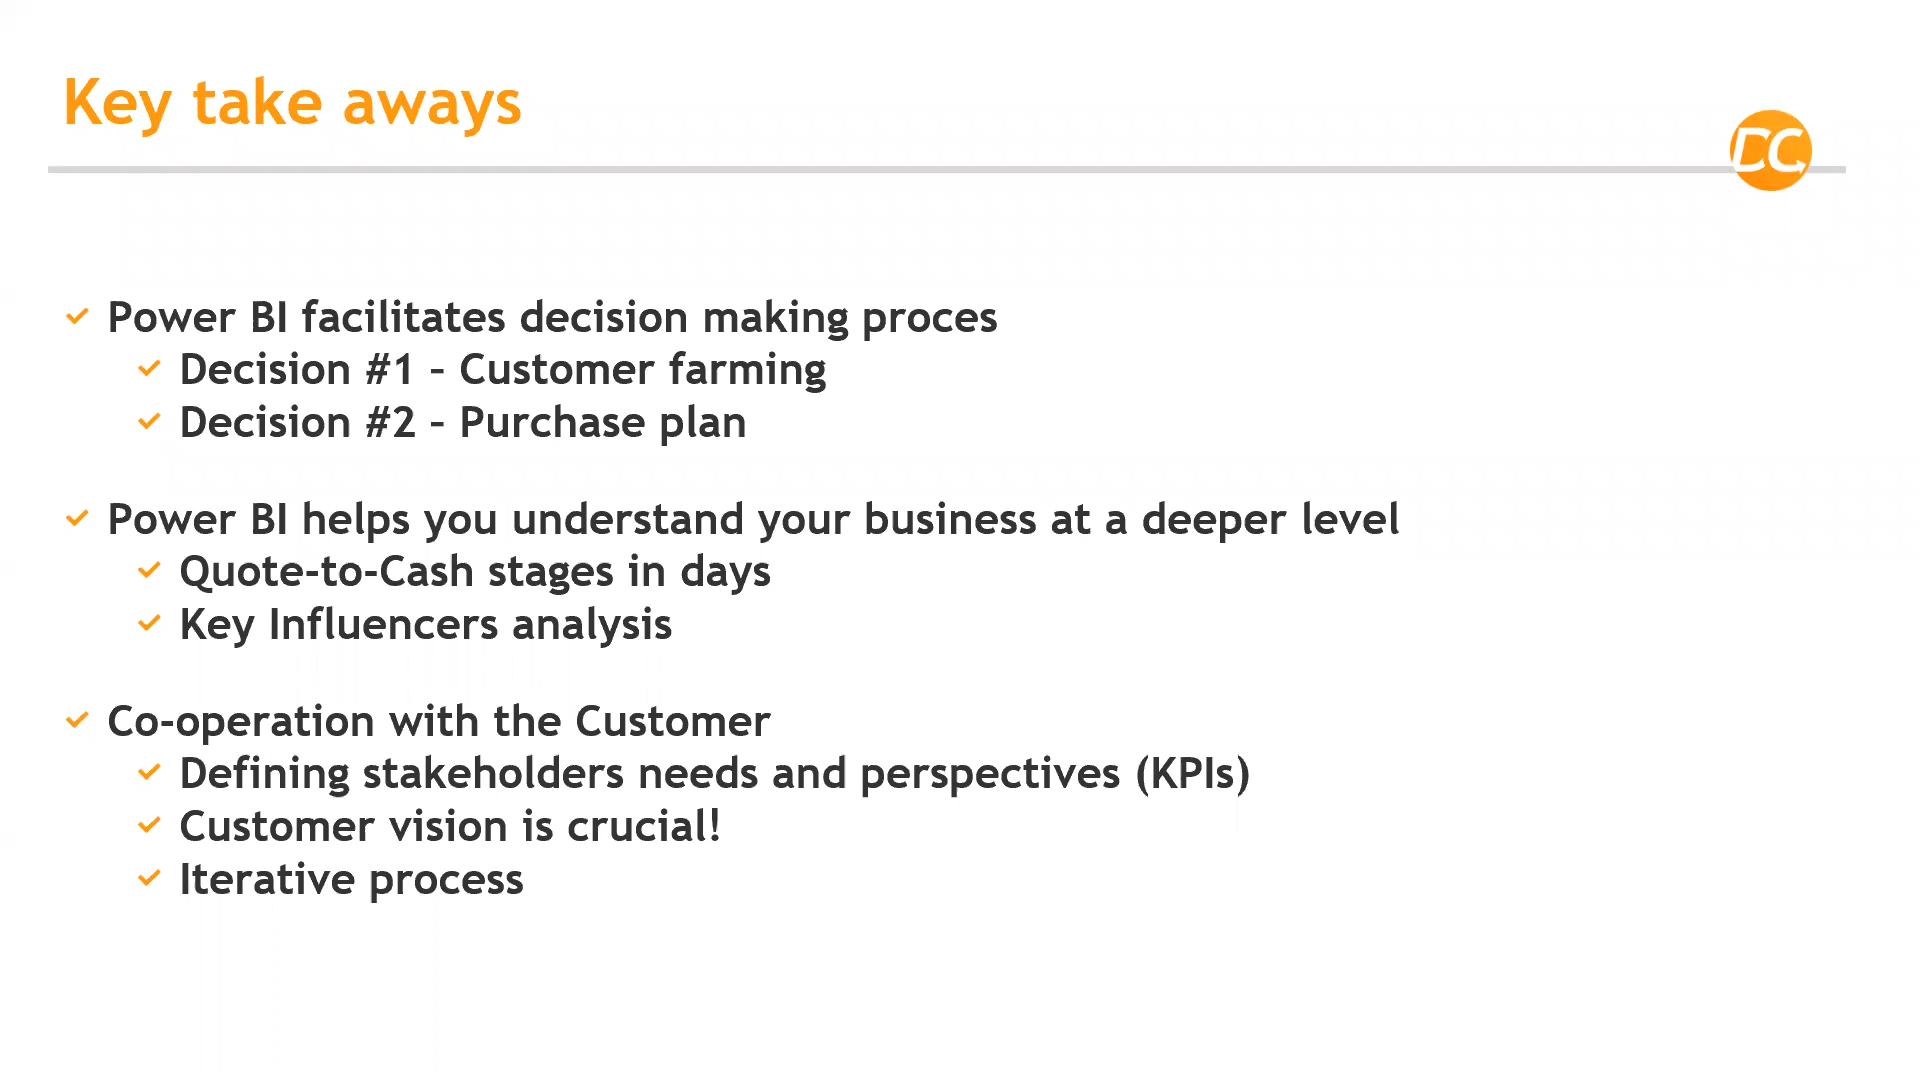 Key take aways
DC
Power BI facilitates decision making proces
Decision #1 – Customer farming
Decision #2 – Purchase plan
Power BI helps you understand your business at a deeper level
Quote-to-Cash stages in days
Key Influencers analysis
Co-operation with the Customer
Defining stakeholders needs and perspectives (KPIs)
Customer vision is crucial!
Iterative process